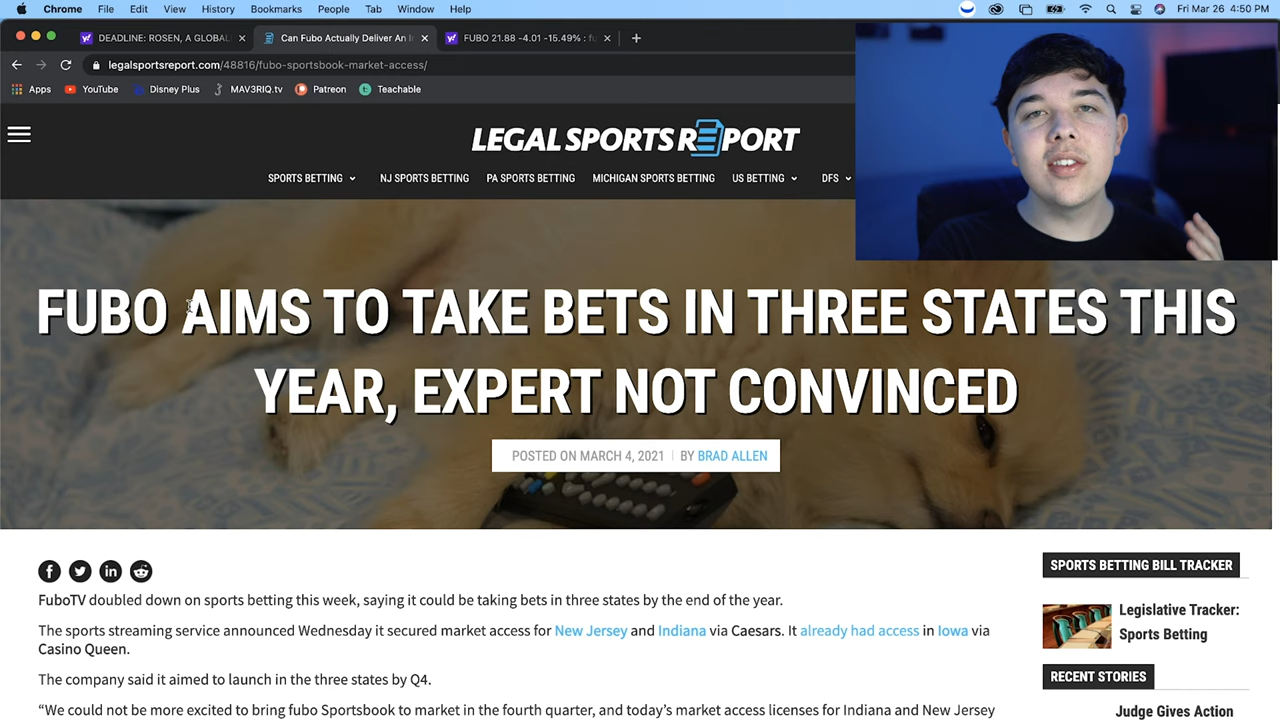 Chrome File Edit View History Bookmarks People Tab Window Help Fri Mar 26 4:50 PM
DEADLINE: ROSEN, A GLOBAL
Can Fubo Actually Deliver An I
FUBO 21.88 -4.01 -15.49% : fu
legalsportsreport.com/48816/fubo-sportsbook-market-access/
Apps YouTube Disney Plus MAV3RIQ.tv Patreon Teachable
LEGAL SPORTS REPORT
SPORTS BETTING NJ SPORTS BETTING PA SPORTS BETTING MICHIGAN SPORTS BETTING US BETTING DFS
FUBO AIMS TO TAKE BETS IN THREE STATES THIS
YEAR, EXPERT NOT CONVINCED
POSTED ON MARCH 4, 2021 | BY BRAD ALLEN
FuboTV doubled down on sports betting this week, saying it could be taking bets in three states by the end of the year.
The sports streaming service announced Wednesday it secured market access for New Jersey and Indiana via Caesars. It already had access in Iowa via
Casino Queen.
The company said it aimed to launch in the three states by Q4.
“We could not be more excited to bring fubo Sportsbook to market in the fourth quarter, and today’s market access licenses for Indiana and New Jersey
SPORTS BETTING BILL TRACKER
Legislative Tracker:
Sports Betting
RECENT STORIES
Judge Gives Action